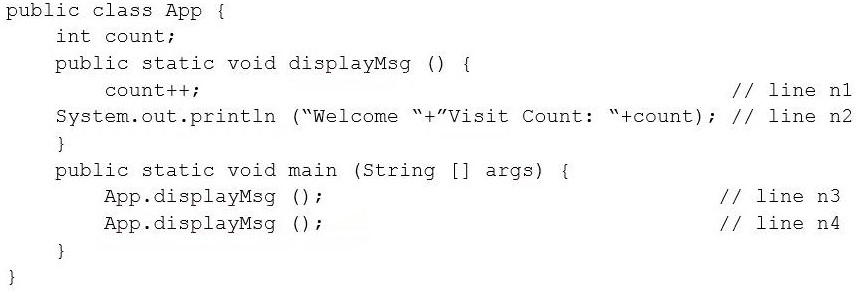 public class App {
    int count;
    public static void displayMsg () {
        count++;                                        // line n1
    System.out.println (“Welcome “+”Visit Count: “+count); // line n2
    }
    public static void main (String [] args) {
        App.displayMsg ();                              // line n3
        App.displayMsg ();                              // line n4
    }
}